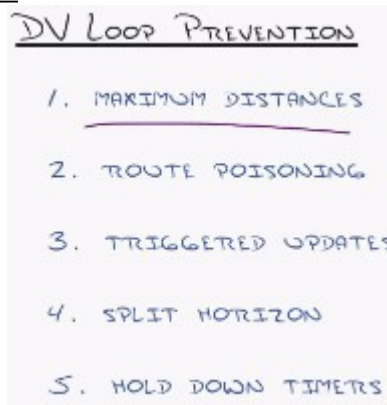 DV LOOP PREVENTION
1. MAXIMUM DISTANCES
2. ROUTE POISONING
3. TRIGGERED UPDATES
4. SPLIT HORIZON
5. HOLD DOWN TIMERS